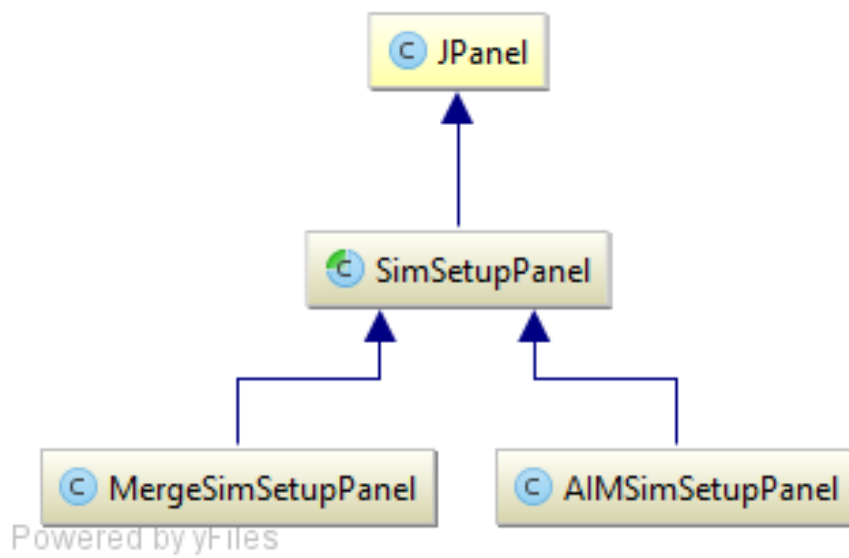 C JPanel
C SimSetupPanel
C MergeSimSetupPanel
C AIMSimSetupPanel
Powered by yFiles